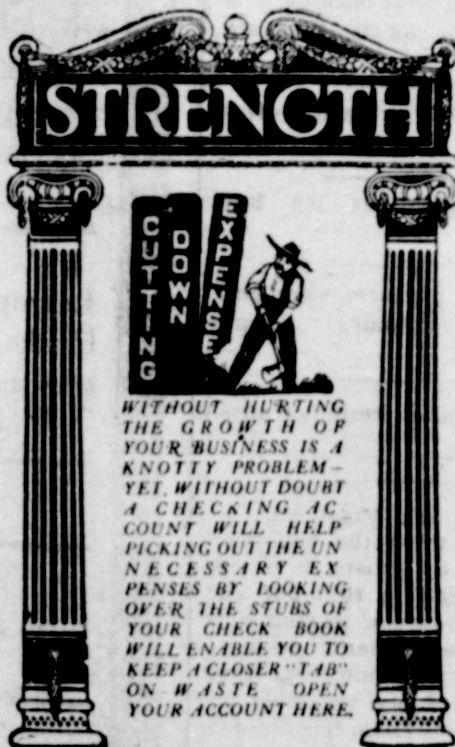 STRENGTH
CUTTING
DOWN
EXPENSE
WITHOUT HURTING
THE GROWTH OF
YOUR BUSINESS IS A
KNOTTY PROBLEM—
YET, WITHOUT DOUBT
A CHECKING AC
COUNT WILL HELP
PICKING OUT THE UN
NECESSARY EX
PENSES BY LOOKING
OVER THE STUBS OF
YOUR CHECK BOOK
WILL ENABLE YOU TO
KEEP A CLOSER "TAB"
ON WASTE OPEN
YOUR ACCOUNT HERE.